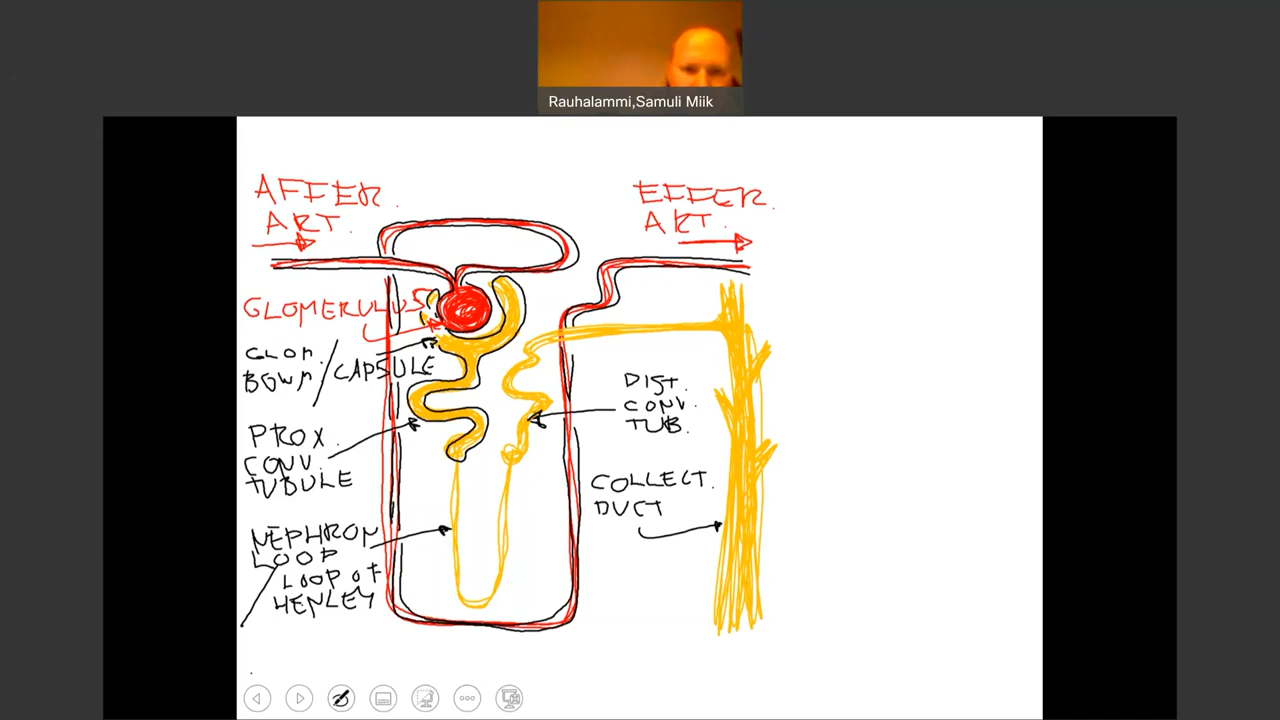 Rauhalammi,Samuli Miik
AFFER.
ART.
EFFER.
ART.
GLOMERULUS
GLOM.
BOWM/CAPSULE
PROX.
CONV.
TUBULE
NEPHRON
LOOP
/LOOP OF
HENLEY
DIST.
CONV.
TUB.
COLLECT.
DUCT